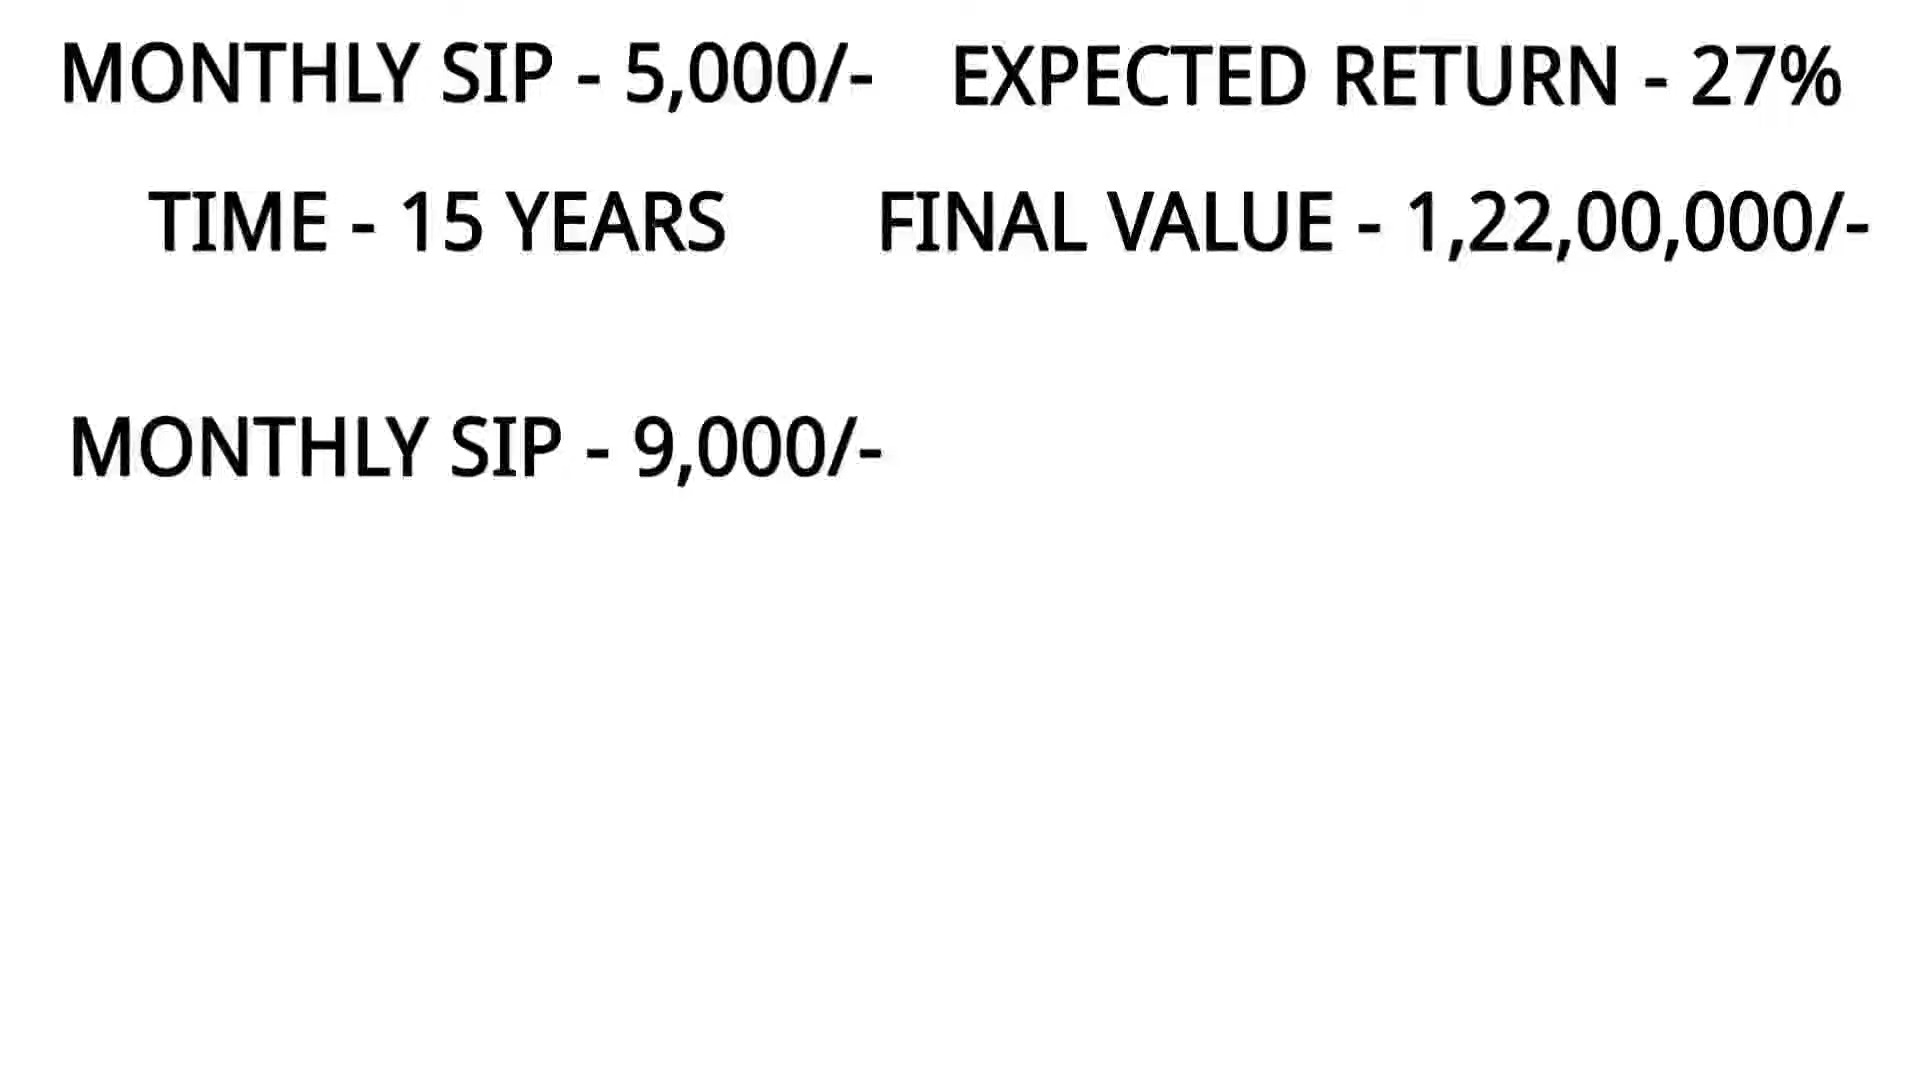 MONTHLY SIP - 5,000/- EXPECTED RETURN - 27%
TIME - 15 YEARS FINAL VALUE - 1,22,00,000/-
MONTHLY SIP - 9,000/-